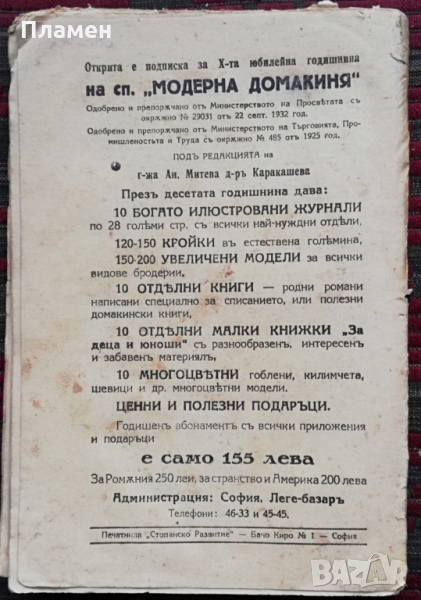 Пламен
Открита е подписка за X-та юбилейна годишнина
на сп. „МОДЕРНА ДОМАКИНЯ“
Одобрено и препоръчано отъ Министерството на Просвѣтата съ
окръжно № 29031 отъ 22 септ. 1932 год.
Одобрено и препоръчано отъ Министерството на Търговията, Про-
мишленостьта и Труда съ окръжно № 485 отъ 1925 год.
ПОДЪ РЕДАКЦИЯТА на
г-жа Ан. Митева д-ръ Каракашева
Презъ десетата годишнина дава:
10 БОГАТО ИЛЮСТРОВАНИ ЖУРНАЛИ
по 28 голѣми стр. съ всички най-нуждни отдѣли,
120-150 КРОЙКИ въ естествена голѣмина,
150-200 УВЕЛИЧЕНИ МОДЕЛИ за всички
видове бродерии,
10 ОТДѢЛНИ КНИГИ — родни романи
написани специално за списанието, или полезни
домакински книги,
10 ОТДѢЛНИ МАЛКИ КНИЖКИ „За
деца и юноши“ съ разнообразенъ, интересенъ
и забавенъ материялъ,
10 МНОГОЦВѢТНИ гоблени, килимчета,
шевици и др. многоцвѣтни модели.
ЦЕННИ И ПОЛЕЗНИ ПОДАРЪЦИ.
Годишенъ абонаментъ съ всички приложения
и подаръци
е само 155 лева
За Ромжния 250 леи, за странство и Америка 200 лева
Администрация: София, Леге-базаръ
Телефони: 46-33 и 45-45.
Печатница „Стопанско Развитие“ — Бачо Киро № 1 — София
BAZAR
bg